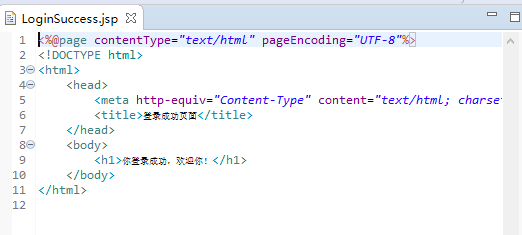 LoginSuccess.jsp
1 <%@page contentType="text/html" pageEncoding="UTF-8"%>
2 <!DOCTYPE html>
3 <html>
4 <head>
5 <meta http-equiv="Content-Type" content="text/html; charset
6 <title>登录成功页面</title>
7 </head>
8 <body>
9 <h1>你登录成功，欢迎你！</h1>
10 </body>
11 </html>
12